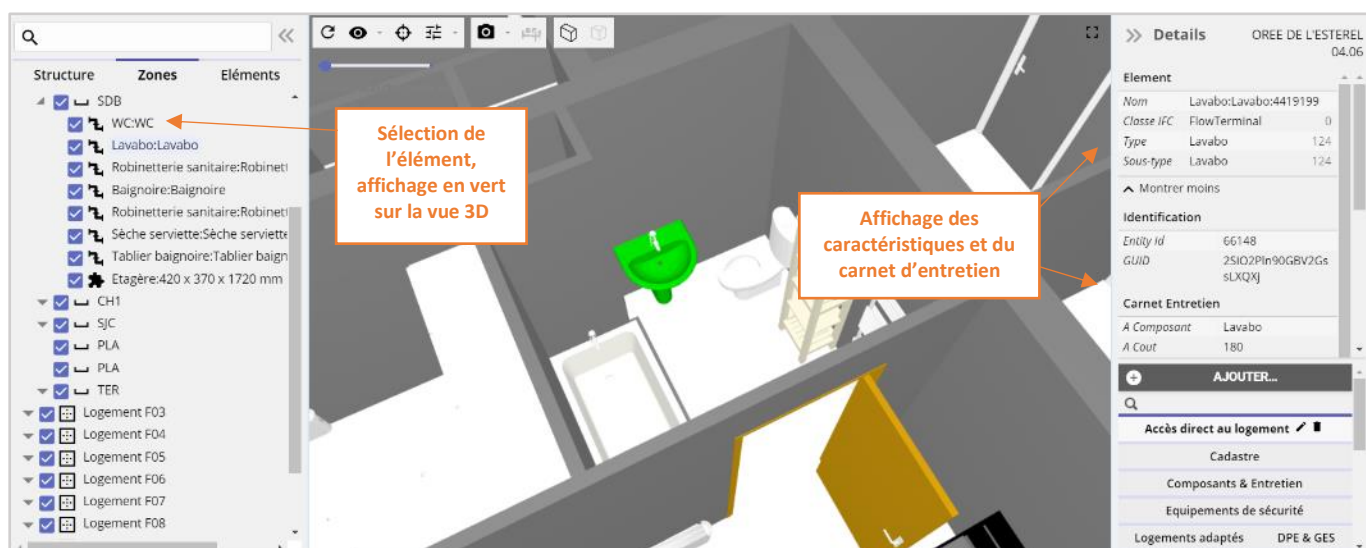 Structure Zones Eléments
SDB
WC:WC
Lavabo:Lavabo
Robinetterie sanitaire:Robinett
Baignoire:Baignoire
Robinetterie sanitaire:Robinett
Sèche serviette:Sèche serviette
Tablier baignoire:Tablier baign
Etagère:420 x 370 x 1720 mm
CH1
SJC
PLA
PLA
TER
Logement F03
Logement F04
Logement F05
Logement F06
Logement F07
Logement F08
Sélection de
l'élément,
affichage en vert
sur la vue 3D
Affichage des
caractéristiques et du
carnet d'entretien
Details OREE DE L'ESTEREL
04.06
Element
Nom Lavabo:Lavabo:4419199
Classe IFC FlowTerminal 0
Type Lavabo 124
Sous-type Lavabo 124
Montrer moins
Identification
Entity Id 66148
GUID 2SIO2PIn90GBV2Gs
sLXQXJ
Carnet Entretien
A Composant Lavabo
A Cout 180
AJOUTER...
Accès direct au logement
Cadastre
Composants & Entretien
Equipements de sécurité
Logements adaptés DPE & GES